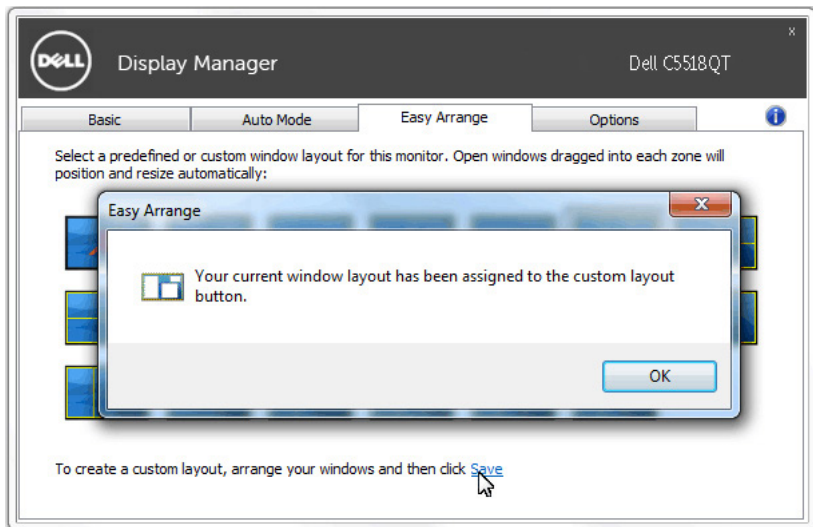 DELL
Display Manager
Dell C5518QT
x
Basic
Auto Mode
Easy Arrange
Options
i
Select a predefined or custom window layout for this monitor. Open windows dragged into each zone will
position and resize automatically:
Easy Arrange
X
Your current window layout has been assigned to the custom layout
button.
OK
To create a custom layout, arrange your windows and then click Save